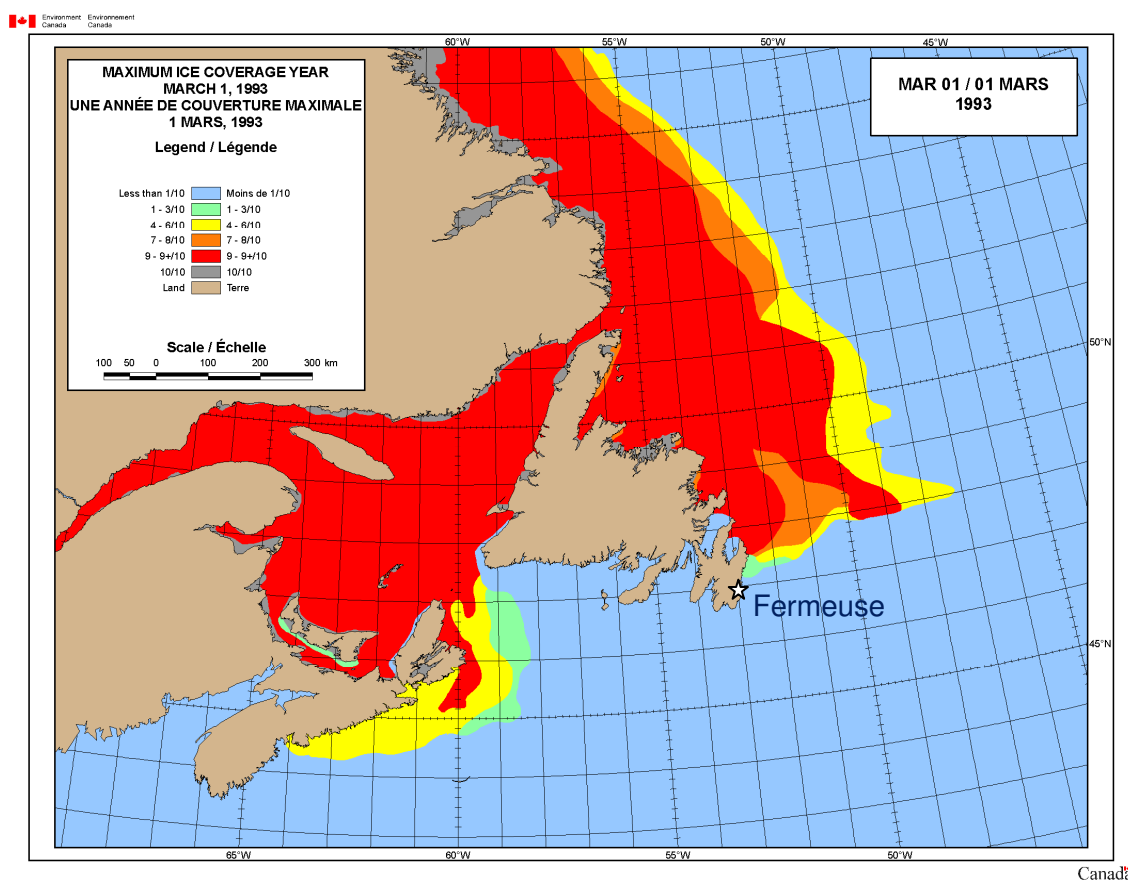 Environment Environnement
Canada Canada
60°W 55°W 50°W 45°W
MAXIMUM ICE COVERAGE YEAR
MARCH 1, 1993
UNE ANNÉE DE COUVERTURE MAXIMALE
1 MARS, 1993
Legend / Légende
Less than 1/10 Moins de 1/10
1 - 3/10 1 - 3/10
4 - 6/10 4 - 6/10
7 - 8/10 7 - 8/10
9 - 9+/10 9 - 9+/10
10/10 10/10
Land Terre
Scale / Échelle
100 50 0 100 200 300 km
MAR 01 / 01 MARS
1993
50°N
Fermeuse
45°N
65°W 60°W 55°W 50°W
Canada